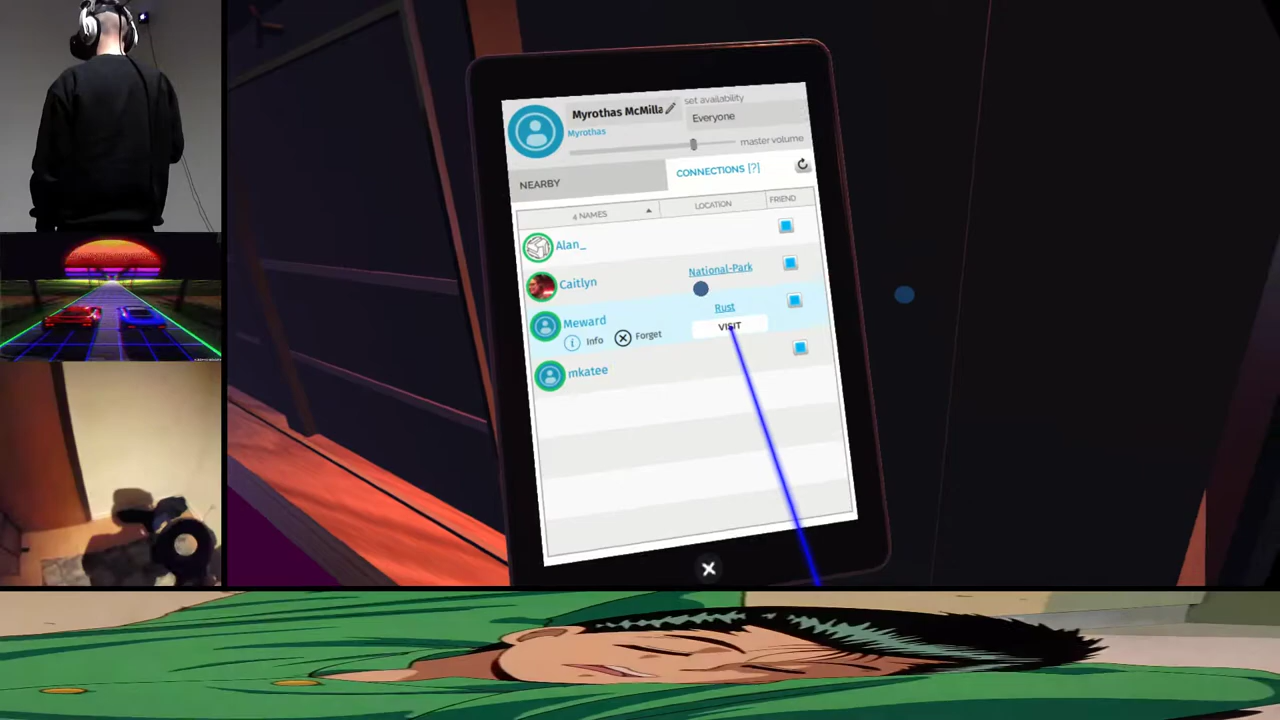 Myrothas McMilla
set availability
Myrothas
Everyone
master volume
NEARBY
CONNECTIONS [?]
4 NAMES
LOCATION
FRIEND
Alan_
Caitlyn
National-Park
Meward
Rust
Info
Forget
VISIT
mkatee